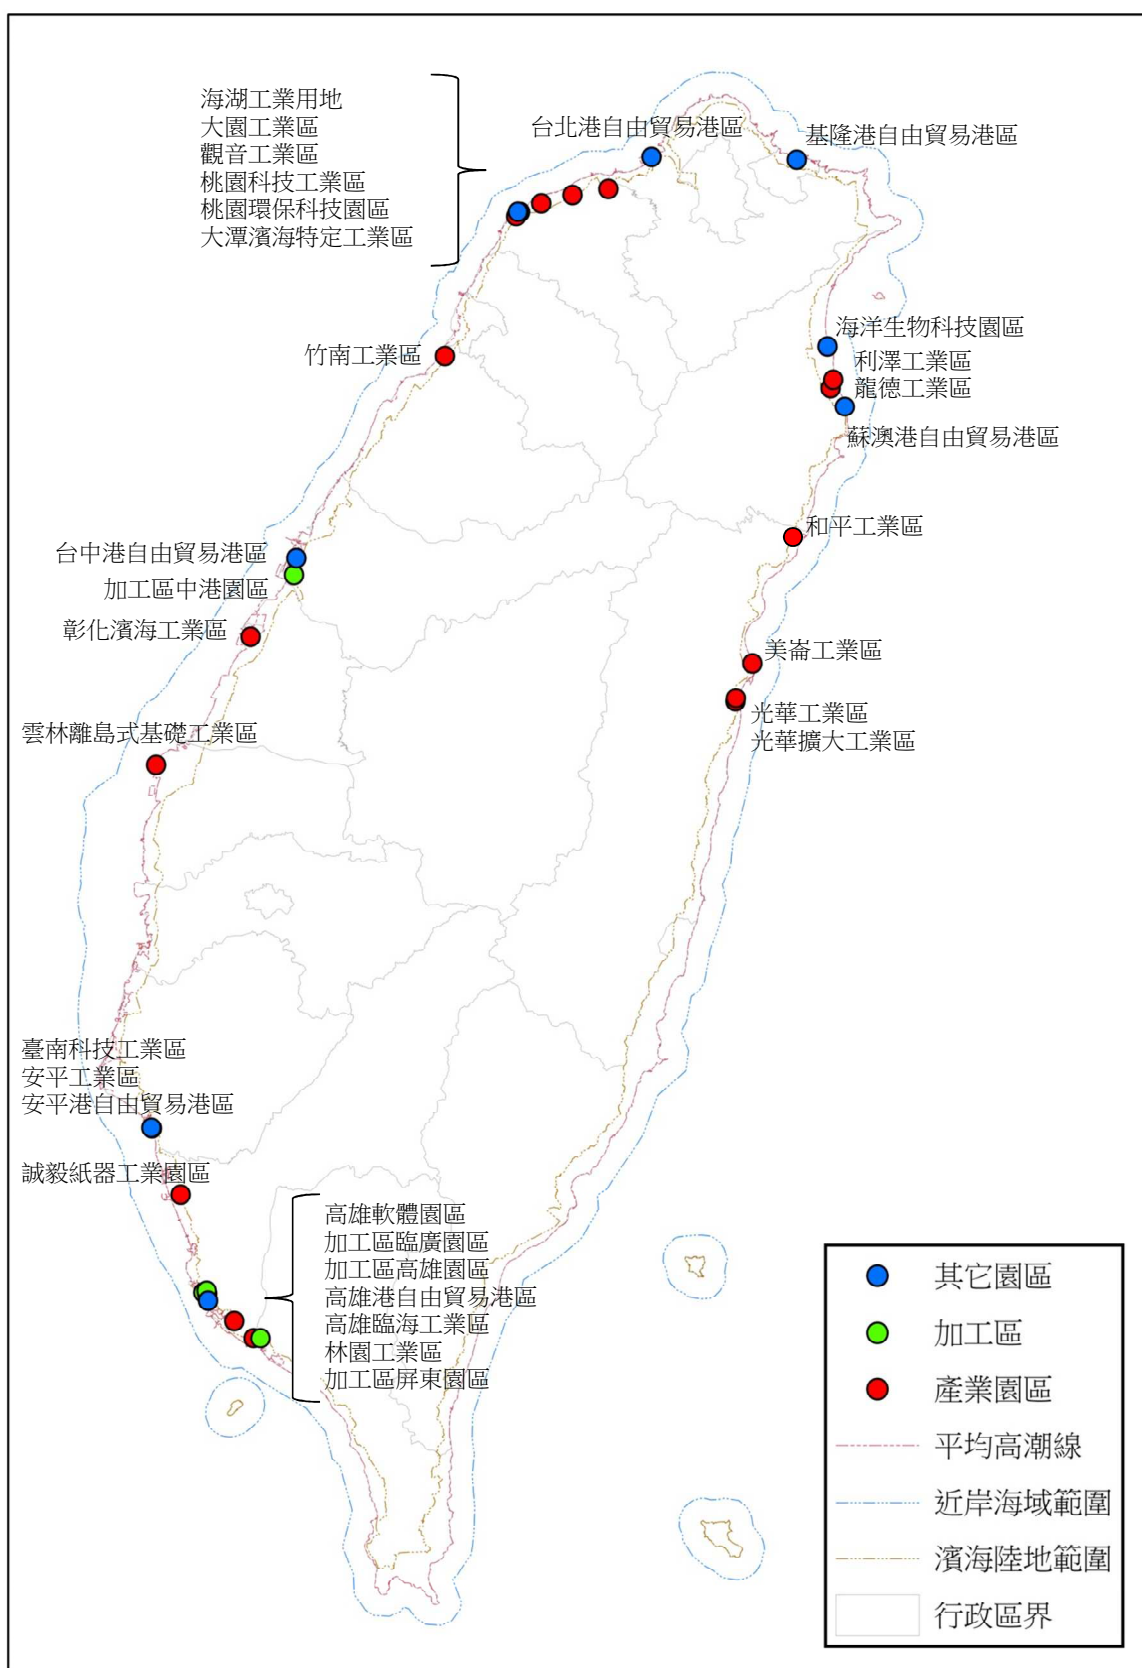 海湖工業用地
大園工業區
觀音工業區
桃園科技工業區
桃園環保科技園區
大潭濱海特定工業區
台北港自由貿易港區
基隆港自由貿易港區
竹南工業區
海洋生物科技園區
利澤工業區
龍德工業區
蘇澳港自由貿易港區
和平工業區
台中港自由貿易港區
加工區中港園區
彰化濱海工業區
美崙工業區
光華工業區
光華擴大工業區
雲林離島式基礎工業區
臺南科技工業區
安平工業區
安平港自由貿易港區
誠毅紙器工業園區
高雄軟體園區
加工區臨廣園區
加工區高雄園區
高雄港自由貿易港區
高雄臨海工業區
林園工業區
加工區屏東園區
其它園區
加工區
產業園區
平均高潮線
近岸海域範圍
濱海陸地範圍
行政區界